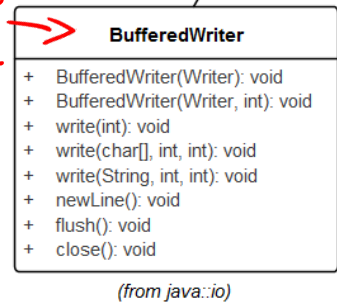 BufferedWriter
+ BufferedWriter(Writer): void
+ BufferedWriter(Writer, int): void
+ write(int): void
+ write(char[], int, int): void
+ write(String, int, int): void
+ newLine(): void
+ flush(): void
+ close(): void
(from java::io)